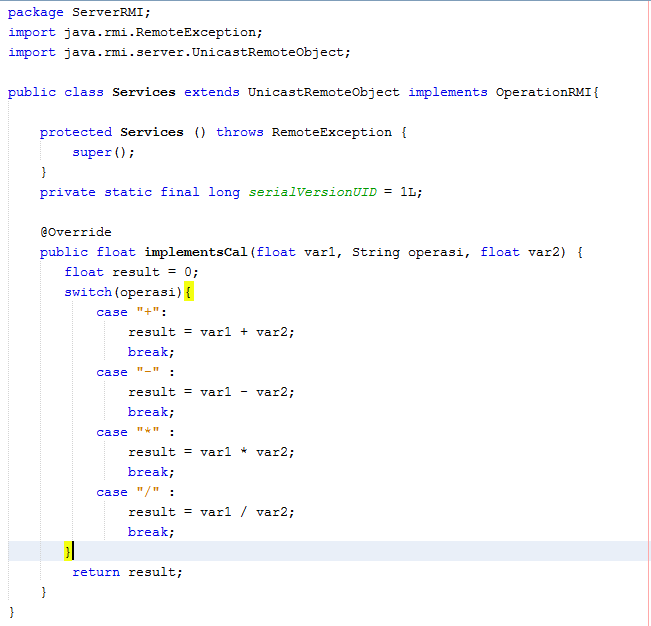 package ServerRMI;
import java.rmi.RemoteException;
import java.rmi.server.UnicastRemoteObject;
public class Services extends UnicastRemoteObject implements OperationRMI{
protected Services () throws RemoteException {
super();
}
private static final long serialVersionUID = 1L;
@Override
public float implementsCal(float var1, String operasi, float var2) {
float result = 0;
switch(operasi){
case "+":
result = var1 + var2;
break;
case "-" :
result = var1 - var2;
break;
case "*" :
result = var1 * var2;
break;
case "/" :
result = var1 / var2;
break;
}
return result;
}
}